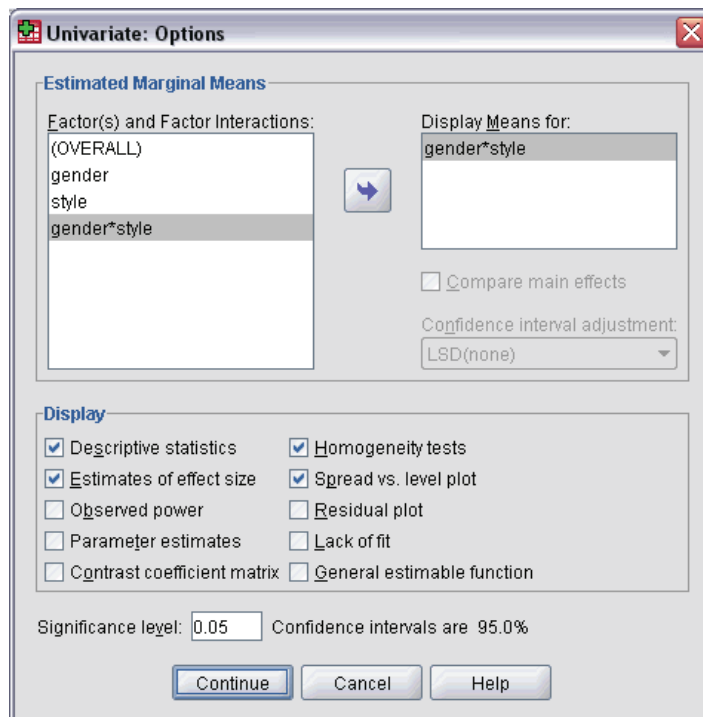 Univariate: Options
Estimated Marginal Means
Factor(s) and Factor Interactions:
(OVERALL)
gender
style
gender*style
Display Means for:
gender*style
Compare main effects
Confidence interval adjustment:
LSD(none)
Display
Descriptive statistics
Homogeneity tests
Estimates of effect size
Spread vs. level plot
Observed power
Residual plot
Parameter estimates
Lack of fit
Contrast coefficient matrix
General estimable function
Significance level: 0.05 Confidence intervals are 95.0%
Continue Cancel Help